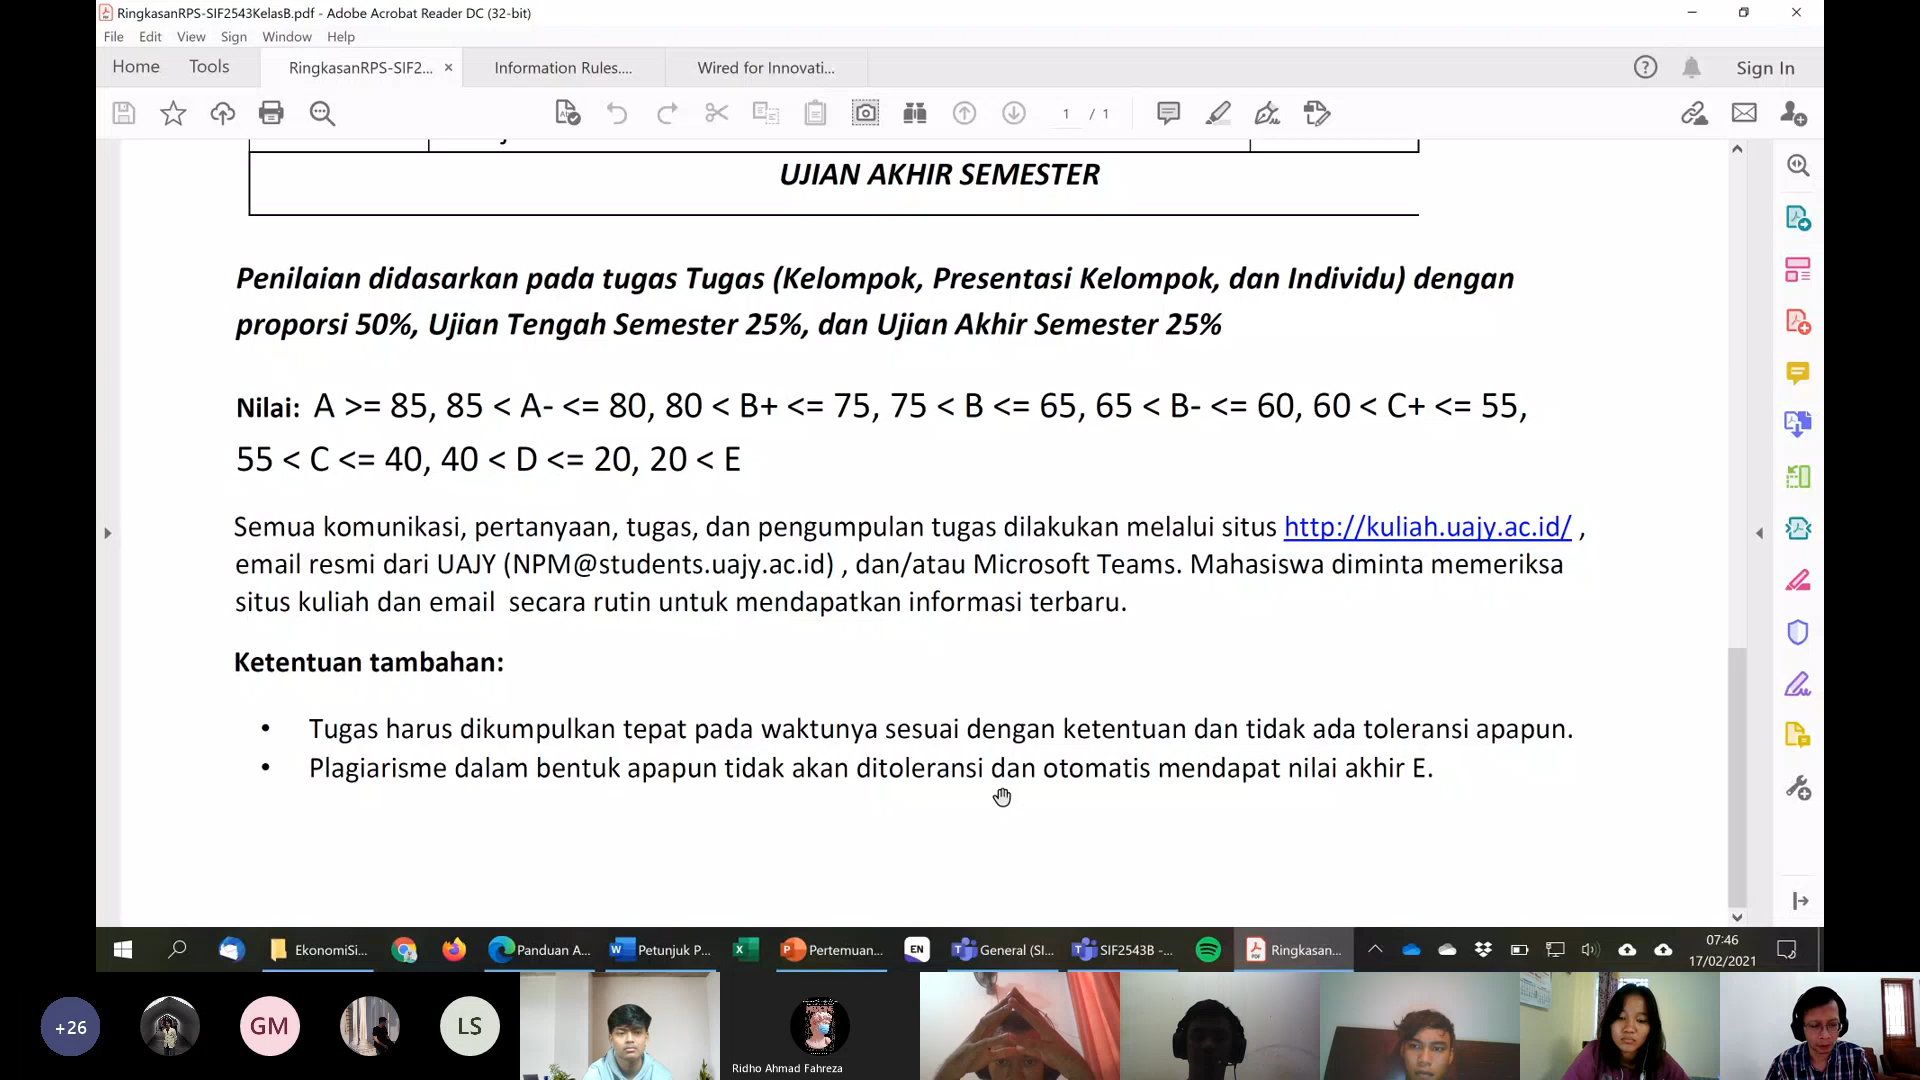 RingkasanRPS-SIF2543KelasB.pdf - Adobe Acrobat Reader DC (32-bit)
File Edit View Sign Window Help
Home Tools RingkasanRPS-SIF2... × Information Rules.... Wired for Innovati... Sign In
1 / 1
UJIAN AKHIR SEMESTER
Penilaian didasarkan pada tugas Tugas (Kelompok, Presentasi Kelompok, dan Individu) dengan
proporsi 50%, Ujian Tengah Semester 25%, dan Ujian Akhir Semester 25%
Nilai: A >= 85, 85 < A- <= 80, 80 < B+ <= 75, 75 < B <= 65, 65 < B- <= 60, 60 < C+ <= 55,
55 < C <= 40, 40 < D <= 20, 20 < E
Semua komunikasi, pertanyaan, tugas, dan pengumpulan tugas dilakukan melalui situs http://kuliah.uajy.ac.id/ ,
email resmi dari UAJY (NPM@students.uajy.ac.id) , dan/atau Microsoft Teams. Mahasiswa diminta memeriksa
situs kuliah dan email secara rutin untuk mendapatkan informasi terbaru.
Ketentuan tambahan:
• Tugas harus dikumpulkan tepat pada waktunya sesuai dengan ketentuan dan tidak ada toleransi apapun.
• Plagiarisme dalam bentuk apapun tidak akan ditoleransi dan otomatis mendapat nilai akhir E.
EkonomiSi... Panduan A... Petunjuk P... Pertemuan... EN General (SI... SIF2543B -... Ringkasan... 07:46
17/02/2021
+26 GM LS
Ridho Ahmad Fahreza